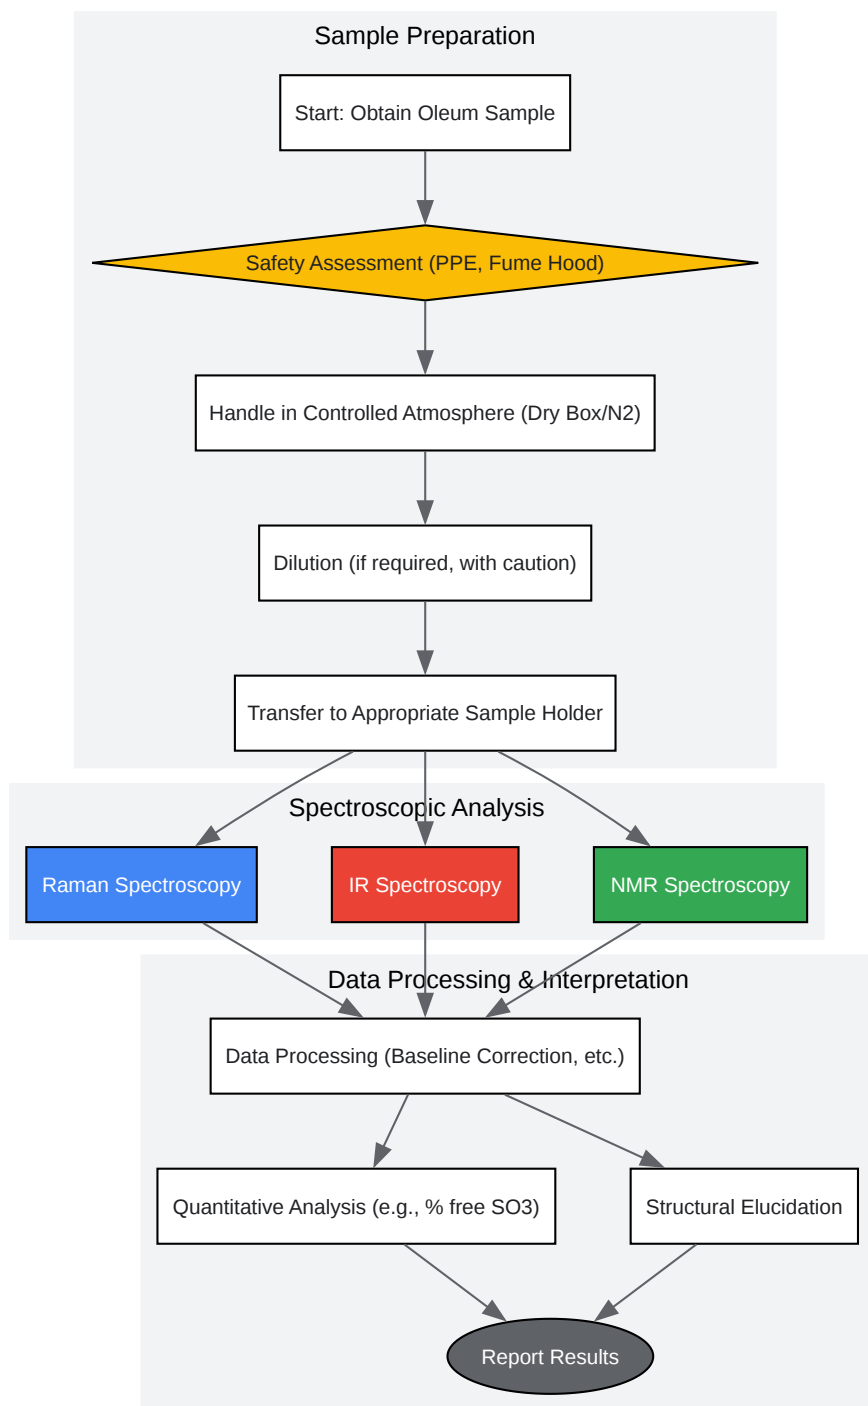 Sample Preparation
Start: Obtain Oleum Sample
Safety Assessment (PPE, Fume Hood)
Handle in Controlled Atmosphere (Dry Box/N2)
Dilution (if required, with caution)
Transfer to Appropriate Sample Holder
Spectroscopic Analysis
Raman Spectroscopy
IR Spectroscopy
NMR Spectroscopy
Data Processing & Interpretation
Data Processing (Baseline Correction, etc.)
Quantitative Analysis (e.g., % free SO3)
Structural Elucidation
Report Results